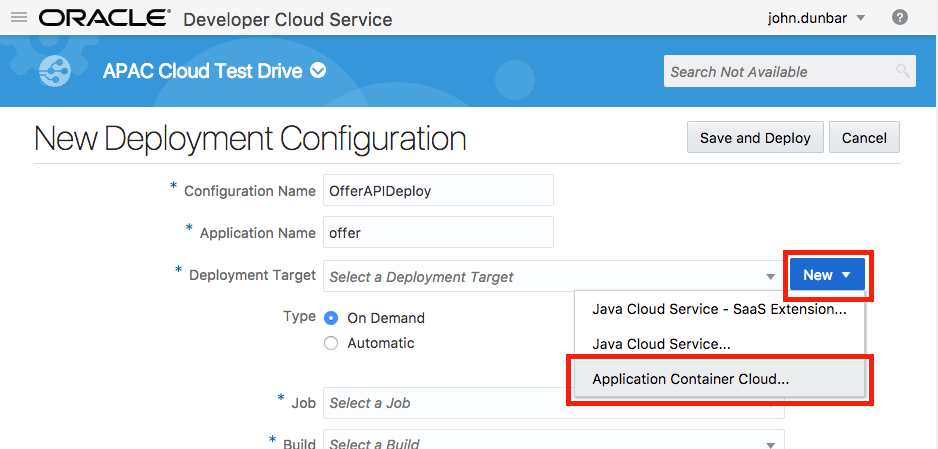 ORACLE® Developer Cloud Service john.dunbar ?
APAC Cloud Test Drive Search Not Available
New Deployment Configuration Save and Deploy Cancel
* Configuration Name OfferAPIDeploy
* Application Name offer
* Deployment Target Select a Deployment Target New
Java Cloud Service - SaaS Extension...
Type On Demand
Automatic
Java Cloud Service...
Application Container Cloud...
* Job Select a Job
* Build Select a Build